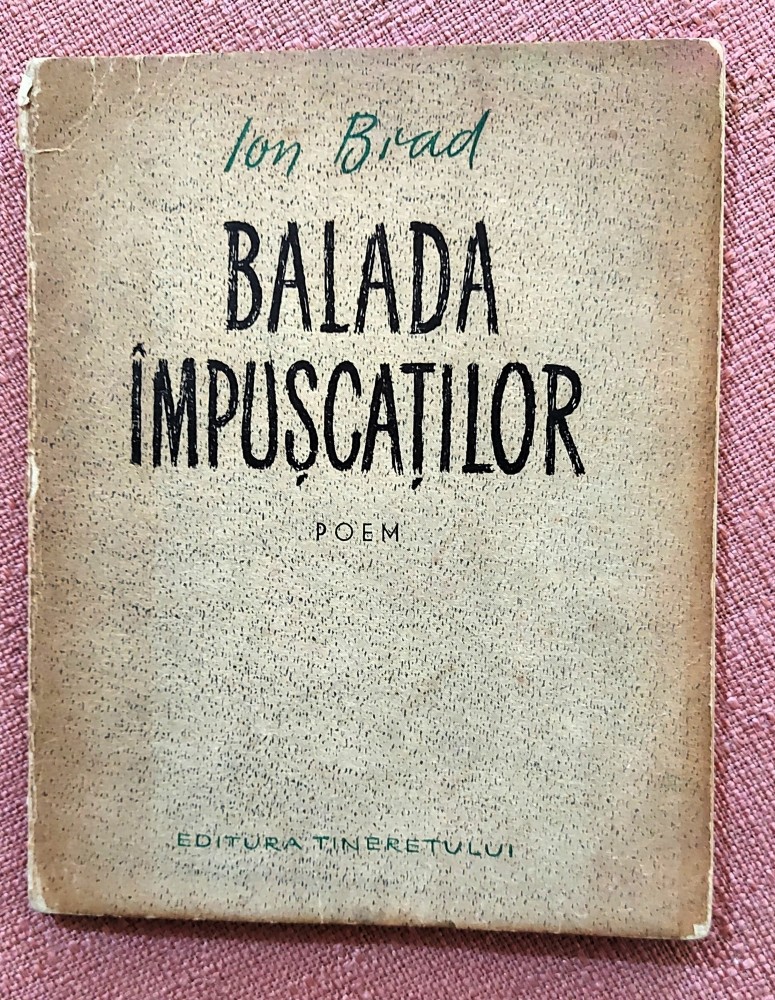 Ion Brad
BALADA
ÎMPUȘCAȚILOR
POEM
EDITURA TINERETULUI